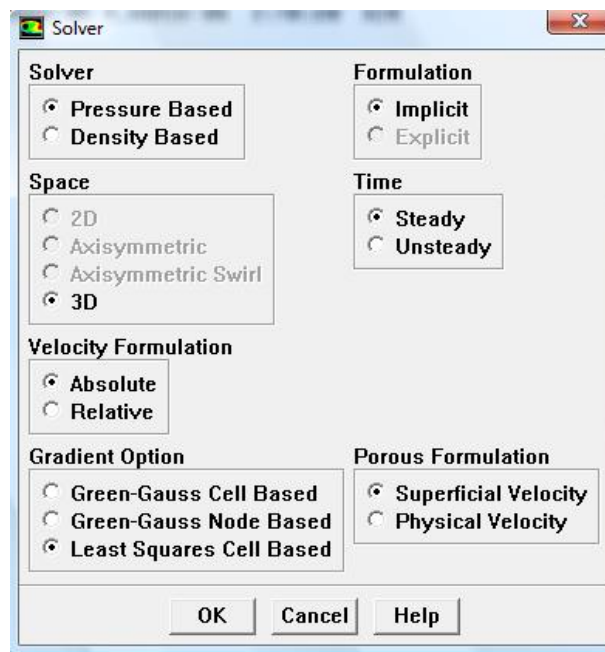 Solver
Solver
Pressure Based
Density Based
Formulation
Implicit
Explicit
Space
2D
Axisymmetric
Axisymmetric Swirl
3D
Time
Steady
Unsteady
Velocity Formulation
Absolute
Relative
Gradient Option
Green-Gauss Cell Based
Green-Gauss Node Based
Least Squares Cell Based
Porous Formulation
Superficial Velocity
Physical Velocity
OK
Cancel
Help